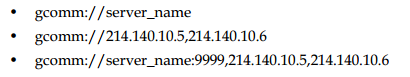 • gcomm://server_name
• gcomm://214.140.10.5,214.140.10.6
• gcomm://server_name:9999,214.140.10.5,214.140.10.6